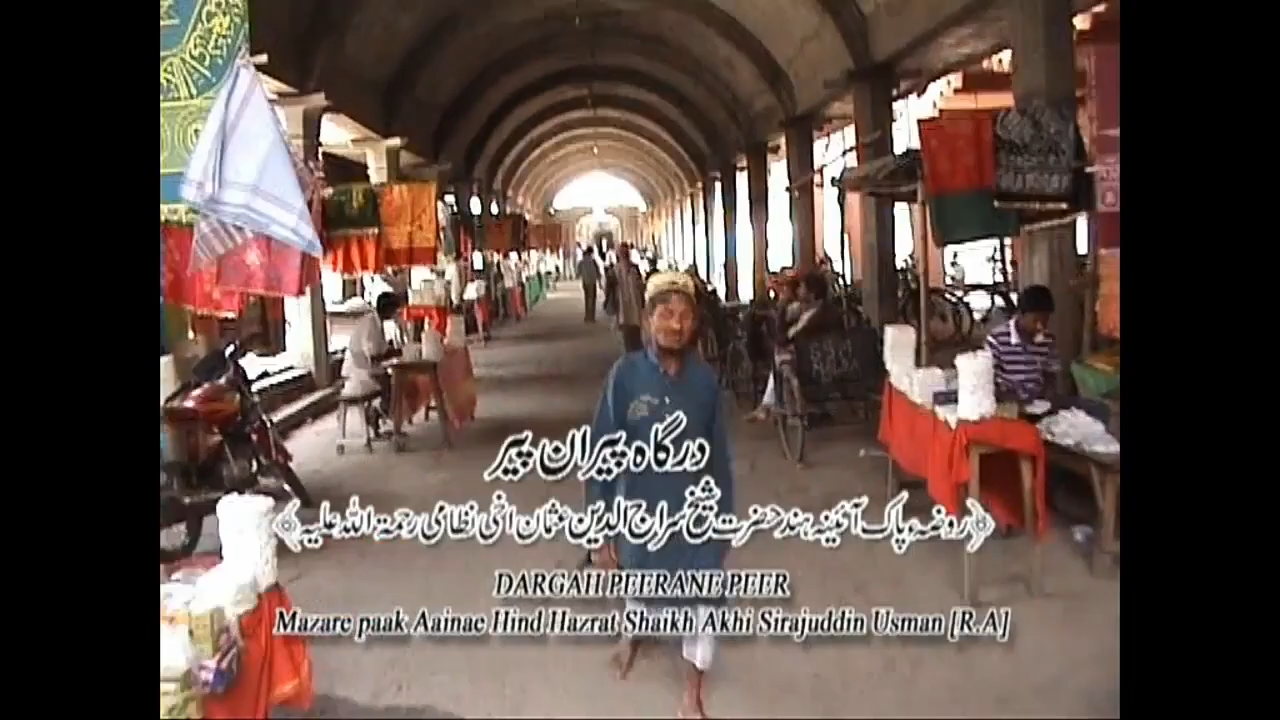 درگاہ پیران پیر
﴿روضۂ پاک آئینہ ہند حضرت شیخ سراج الدین عثمان اخی نظامی رحمۃ اللہ علیہ﴾
DARGAH PEERANE PEER
Mazare paak Aainae Hind Hazrat Shaikh Akhi Sirajuddin Usman [R.A]